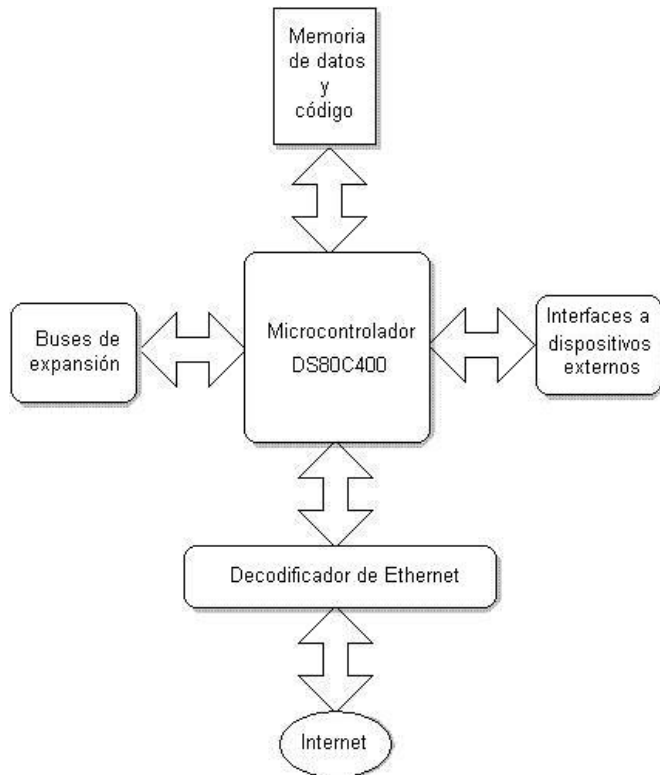 Memoria
de datos
y
código
Buses de
expansión
Microcontrolador
DS80C400
Interfaces a
dispositivos
externos
Decodificador de Ethernet
Internet